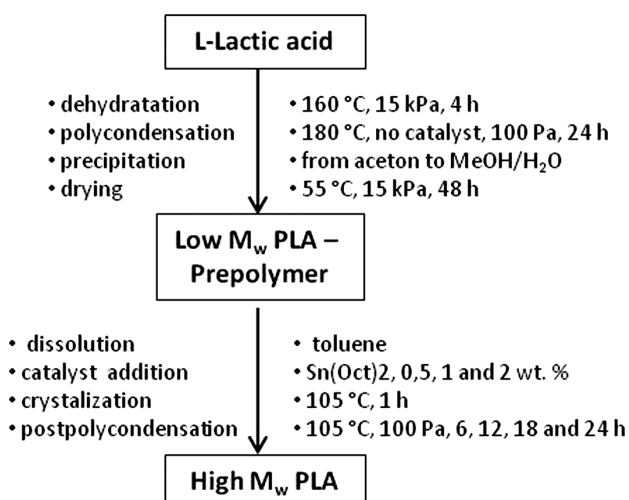 L-Lactic acid
• dehydratation • 160 °C, 15 kPa, 4 h
• polycondensation • 180 °C, no catalyst, 100 Pa, 24 h
• precipitation • from aceton to MeOH/H₂O
• drying • 55 °C, 15 kPa, 48 h
Low Mw PLA –
Prepolymer
• dissolution • toluene
• catalyst addition • Sn(Oct)2, 0,5, 1 and 2 wt. %
• crystalization • 105 °C, 1 h
• postpolycondensation • 105 °C, 100 Pa, 6, 12, 18 and 24 h
High Mw PLA